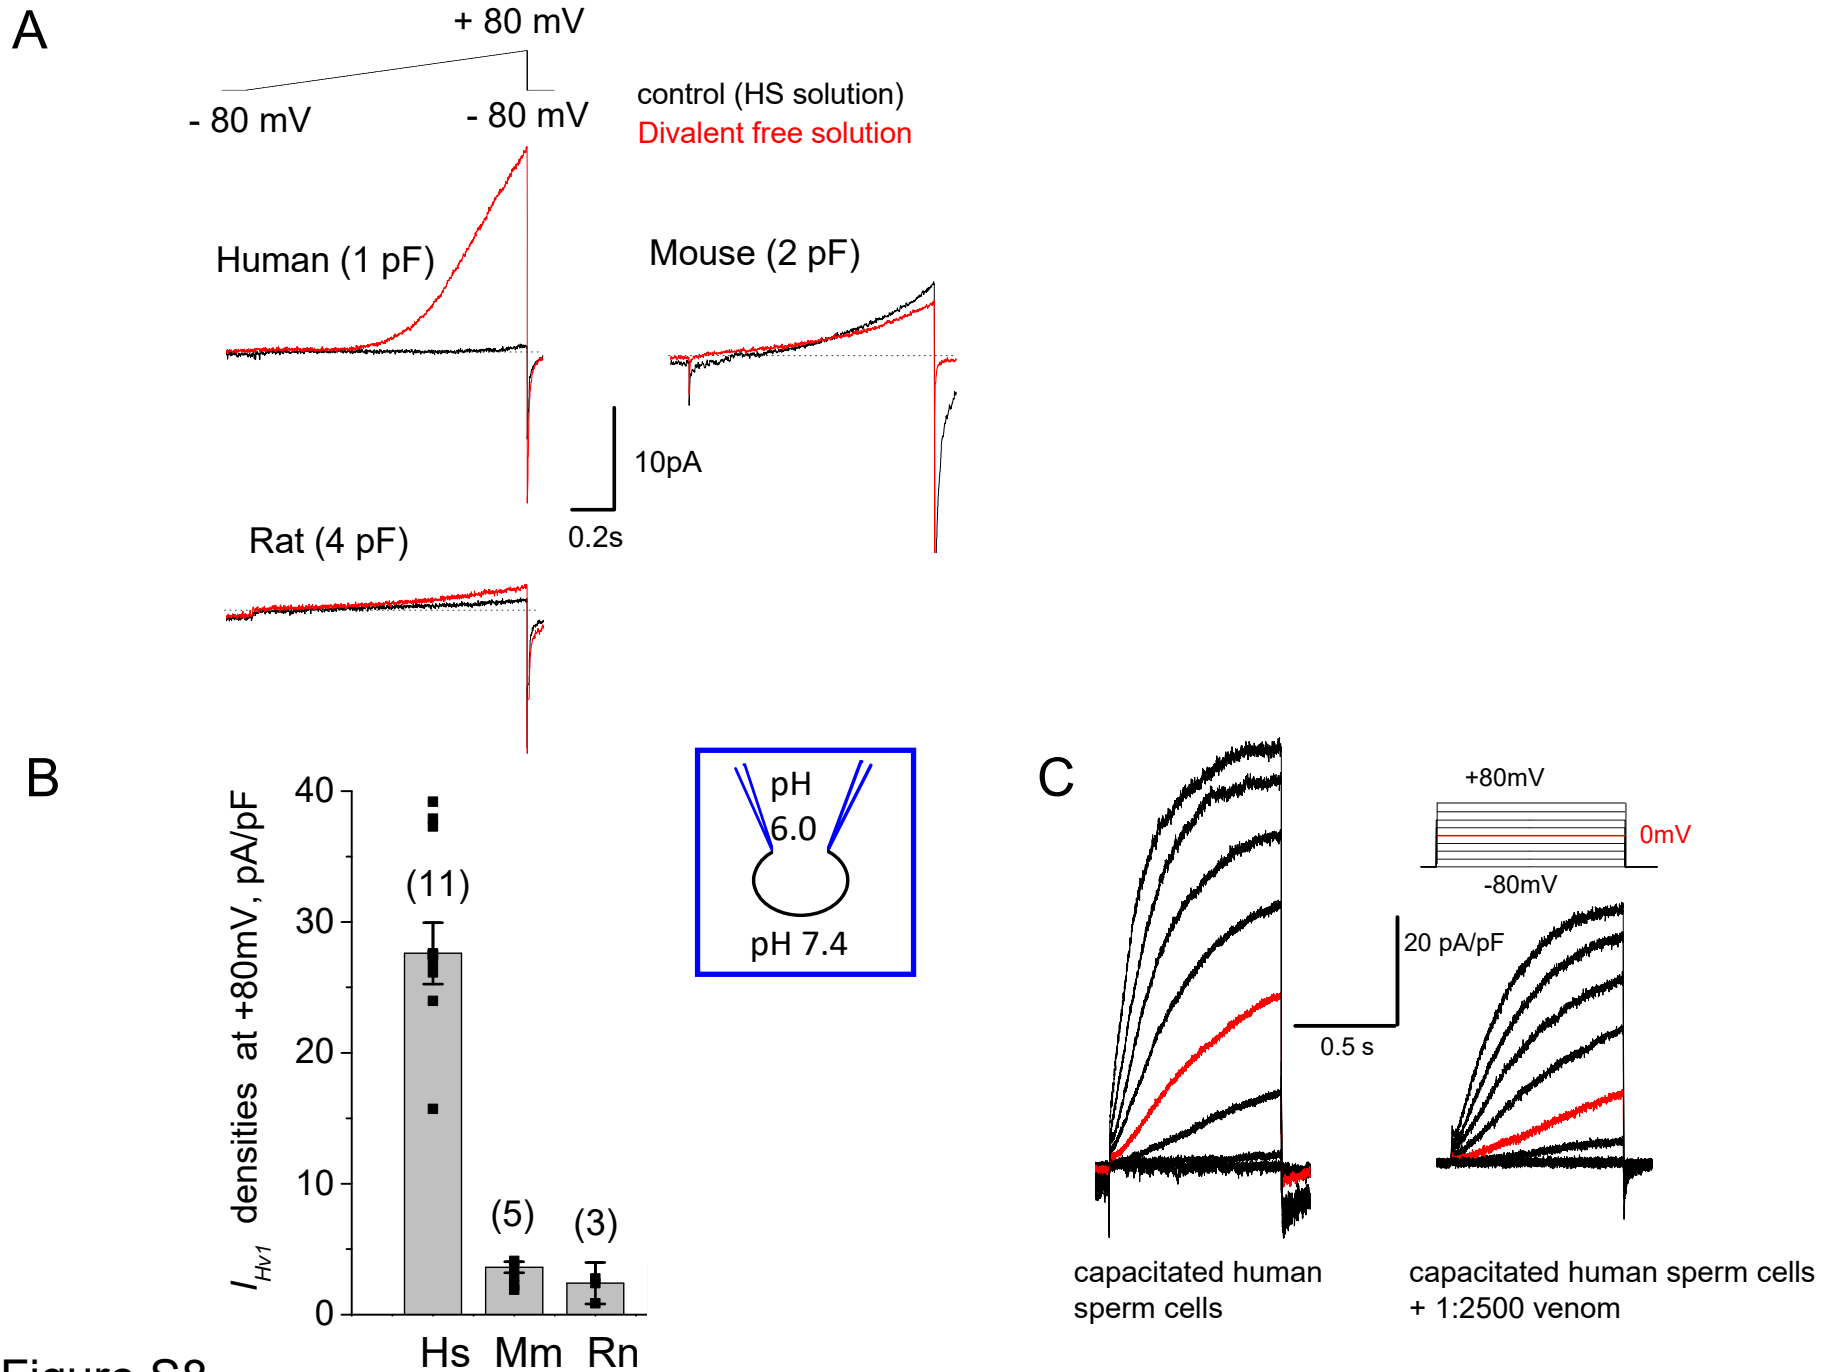 A
+ 80 mV
- 80 mV
- 80 mV
control (HS solution)
Divalent free solution
Human (1 pF)
Mouse (2 pF)
10pA
0.2s
Rat (4 pF)
B
I Hv1 densities at +80mV, pA/pF
40
30
20
10
0
(11)
(5)
(3)
Hs Mm Rn
pH
6.0
pH 7.4
C
+80mV
0mV
-80mV
20 pA/pF
0.5 s
capacitated human
sperm cells
capacitated human sperm cells
+ 1:2500 venom
Figure S8